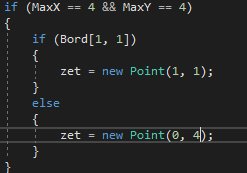 if (MaxX == 4 && MaxY == 4)
{
if (Bord[1, 1])
{
zet = new Point(1, 1);
}
else
{
zet = new Point(0, 4);
}
}